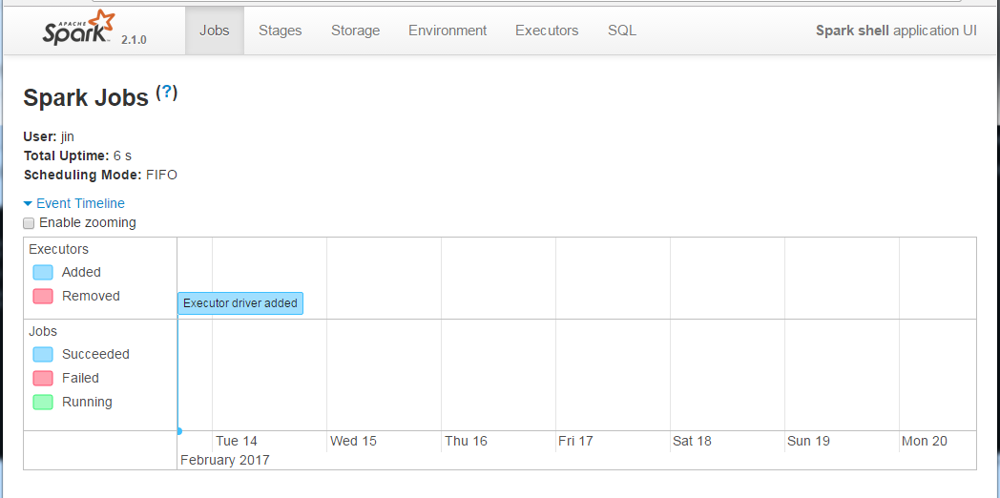 APACHE
Spark 2.1.0 Jobs Stages Storage Environment Executors SQL Spark shell application UI
Spark Jobs (?)
User: jin
Total Uptime: 6 s
Scheduling Mode: FIFO
Event Timeline
Enable zooming
Executors
Added
Removed
Executor driver added
Jobs
Succeeded
Failed
Running
Tue 14 Wed 15 Thu 16 Fri 17 Sat 18 Sun 19 Mon 20
February 2017